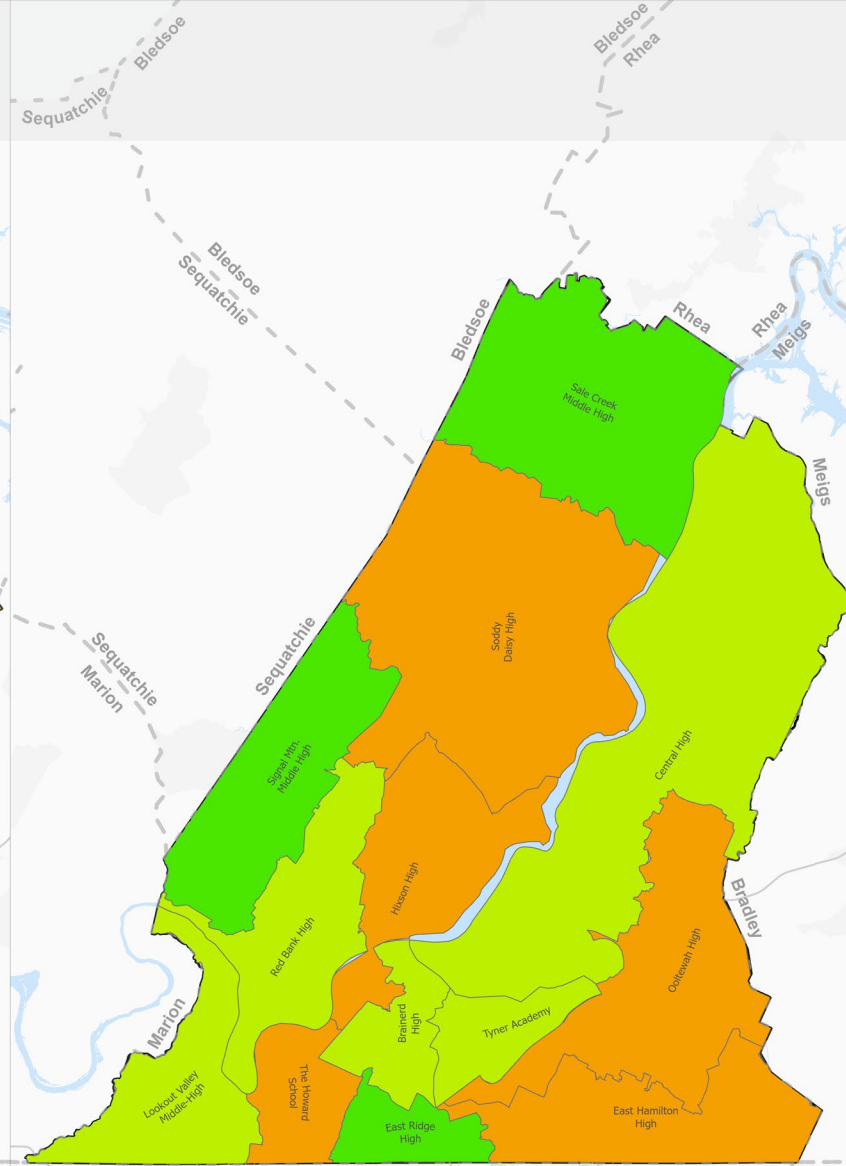 Bledsoe
Sequatchie
Bledsoe
Rhea
Bledsoe
Sequatchie
Bledsoe
Rhea
Rhea
Meigs
Sale Creek
Middle High
Meigs
Soddy
Daisy High
Sequatchie
Sequatchie
Marion
Signal Mtn.
Middle High
Central High
Hixson High
Bradley
Red Bank High
Ooltewah High
Marion
Brainerd
High
Tyner Academy
Lookout Valley
Middle-High
The Howard
School
East Ridge
High
East Hamilton
High